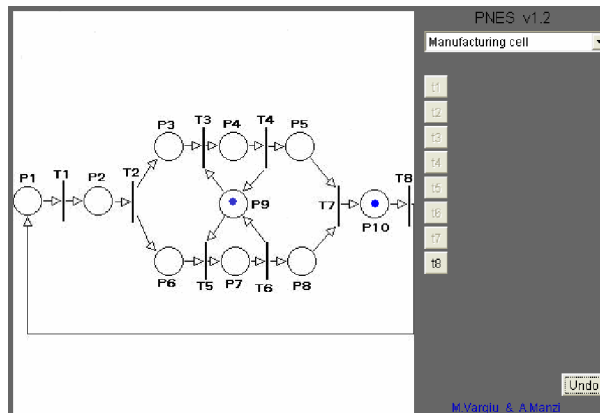 PNES v1.2
Manufacturing cell
t1
t2
t3
t4
t5
t6
t7
t8
P3 T3 P4 T4 P5
P1 T1 P2 T2 P9 T7 P10 T8
P6 T5 P7 T6 P8
Undo
M.Vargiu & A.Manzi